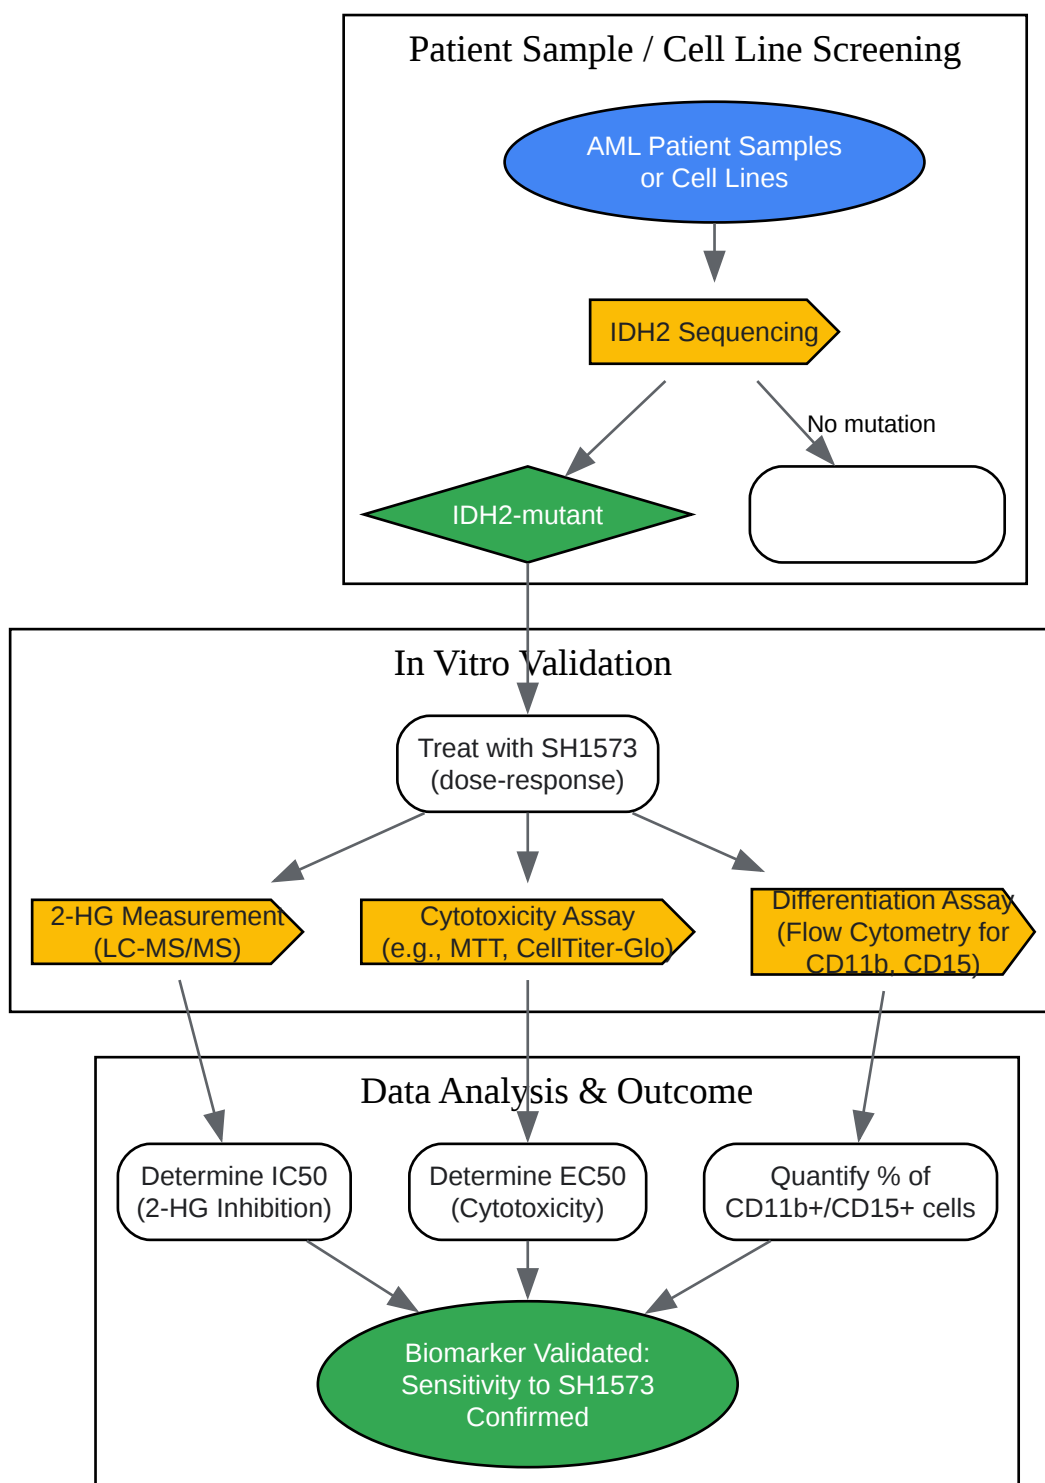 Patient Sample / Cell Line Screening
AML Patient Samples
or Cell Lines
IDH2 Sequencing
No mutation
IDH2-mutant
In Vitro Validation
Treat with SH1573
(dose-response)
2-HG Measurement
(LC-MS/MS)
Cytotoxicity Assay
(e.g., MTT, CellTiter-Glo)
Differentiation Assay
(Flow Cytometry for
CD11b, CD15)
Data Analysis & Outcome
Determine IC50
(2-HG Inhibition)
Determine EC50
(Cytotoxicity)
Quantify % of
CD11b+/CD15+ cells
Biomarker Validated:
Sensitivity to SH1573
Confirmed